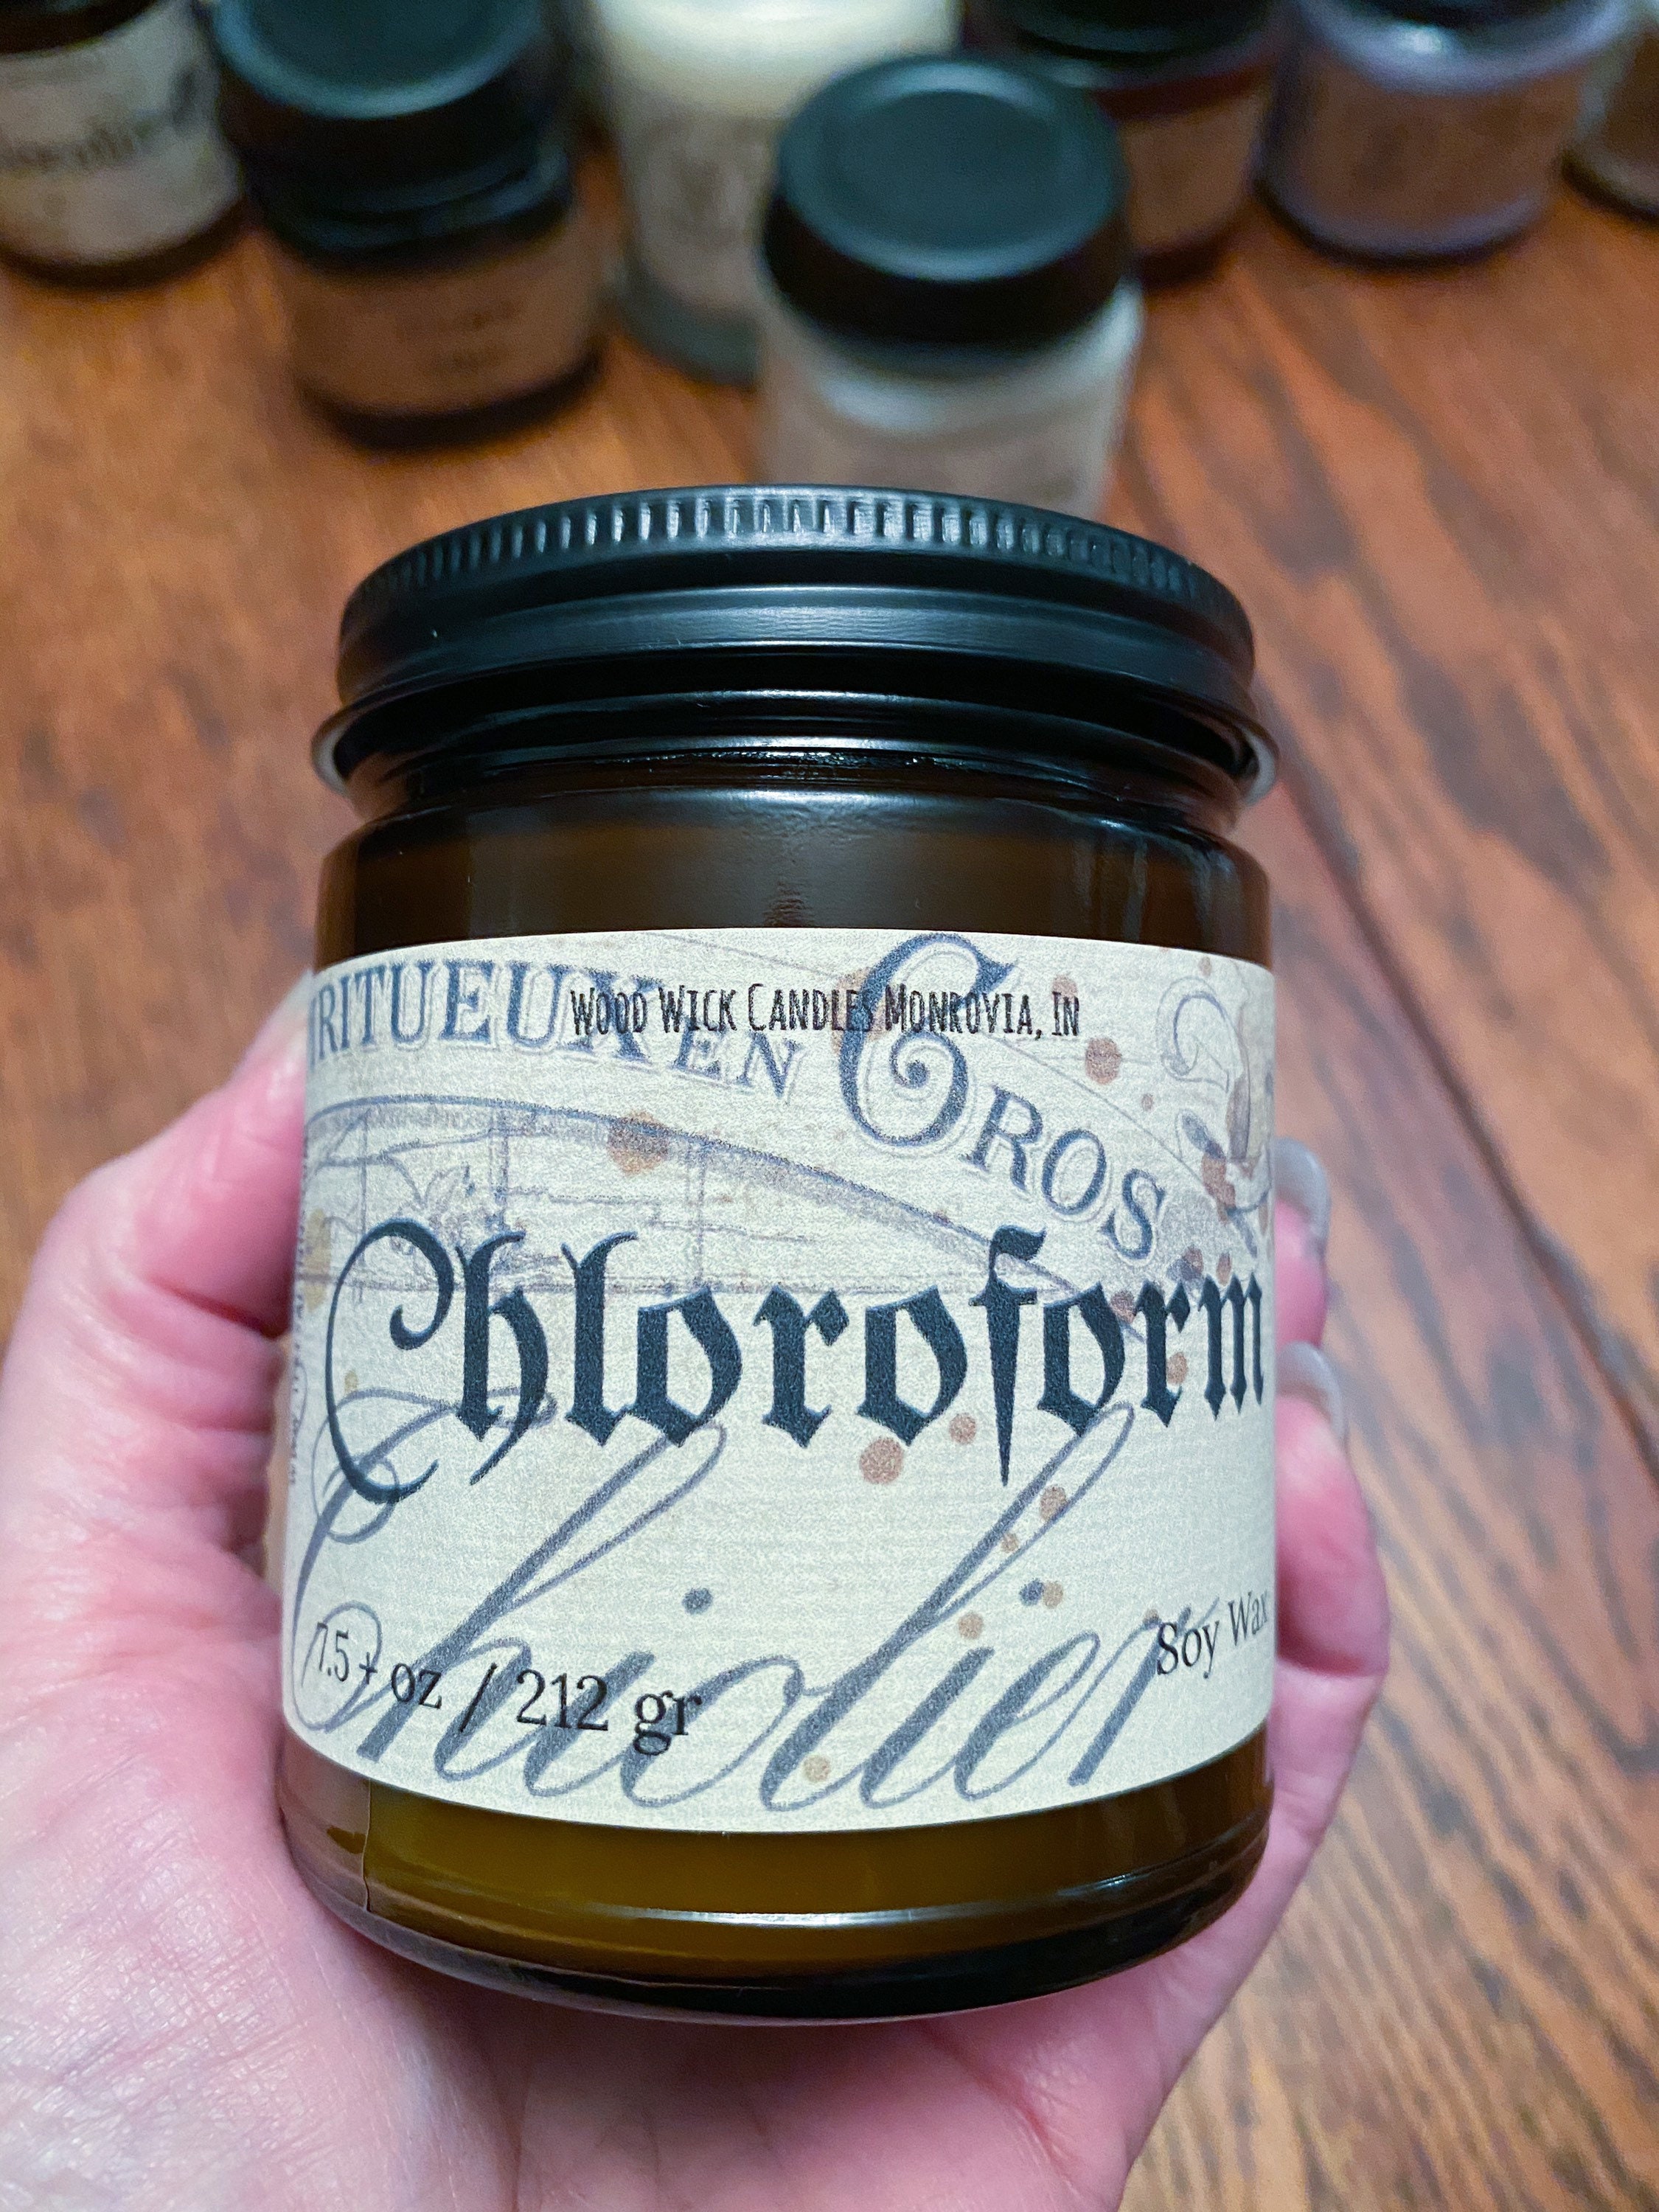 Wood Wick Candles Monrovia, In
RITUEUX EN GROS
Chloroform
7.5+ oz / 212 gr
Soy Wax